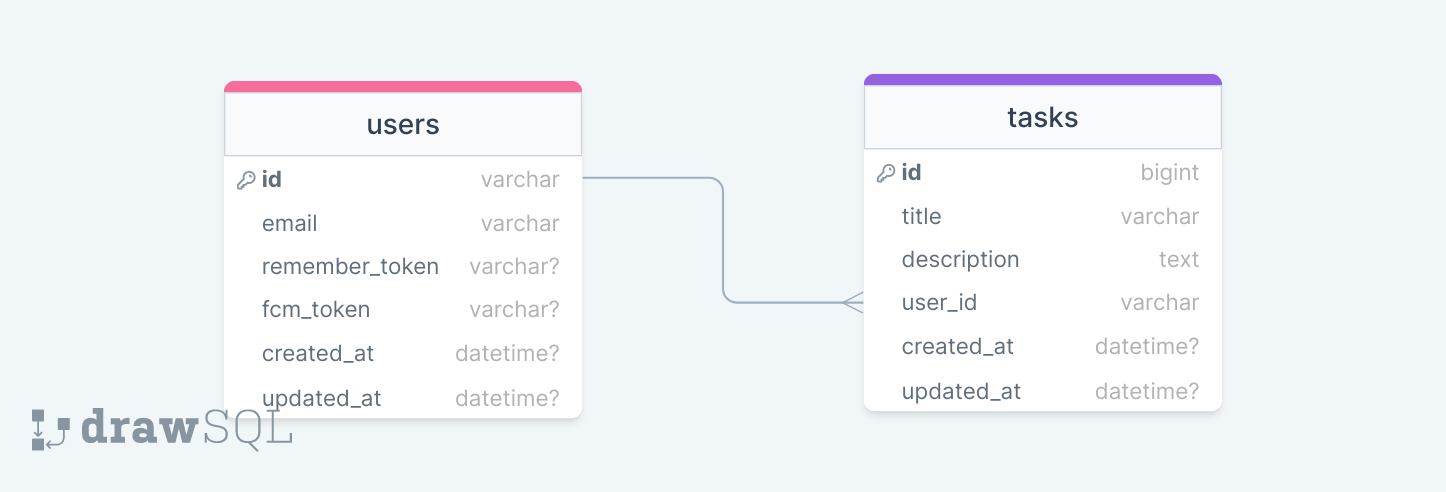 users
id varchar
email varchar
remember_token varchar?
fcm_token varchar?
created_at datetime?
updated_at datetime?
tasks
id bigint
title varchar
description text
user_id varchar
created_at datetime?
updated_at datetime?
drawSQL